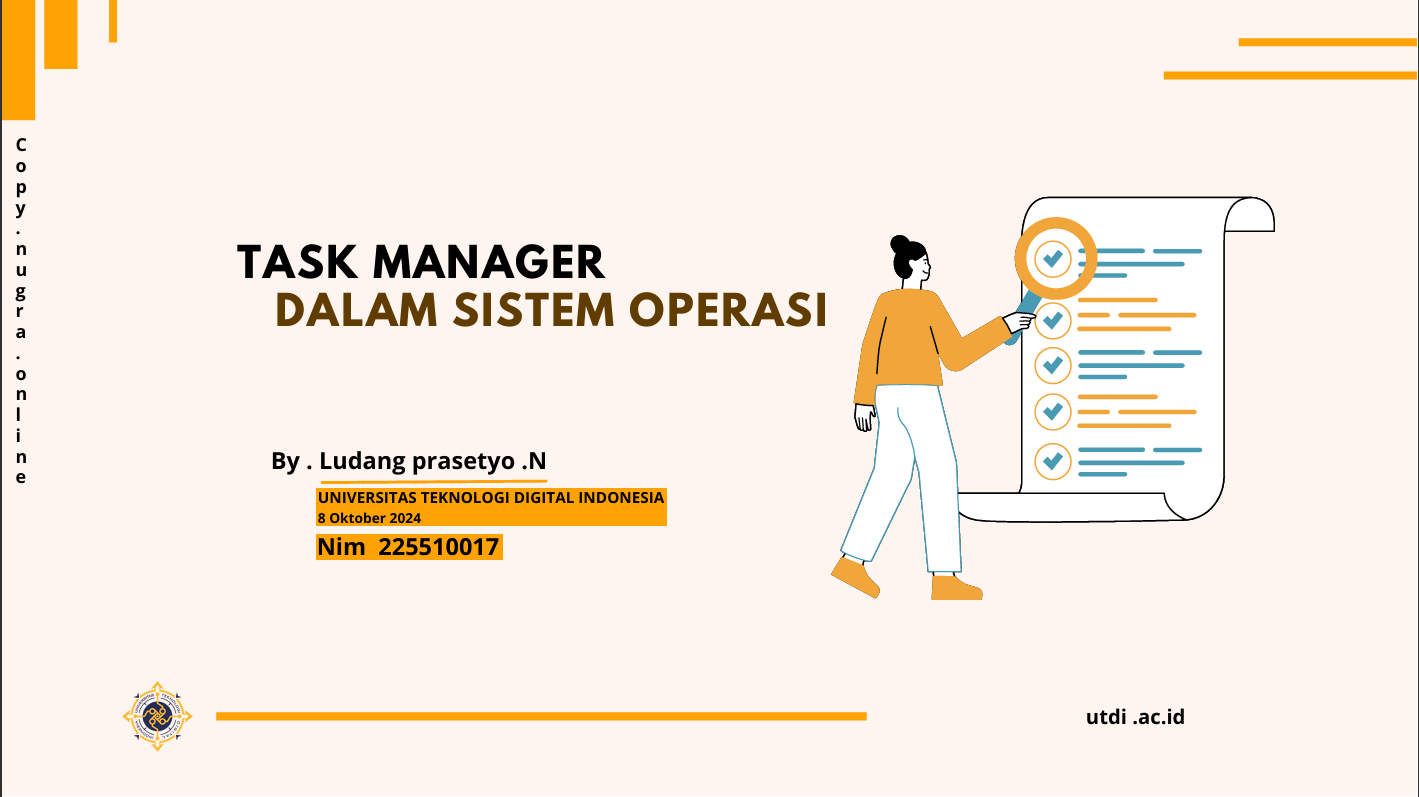 Copy.nugra.online
TASK MANAGER
DALAM SISTEM OPERASI
By . Ludang prasetyo .N
UNIVERSITAS TEKNOLOGI DIGITAL INDONESIA
8 Oktober 2024
Nim 225510017
utdi .ac.id